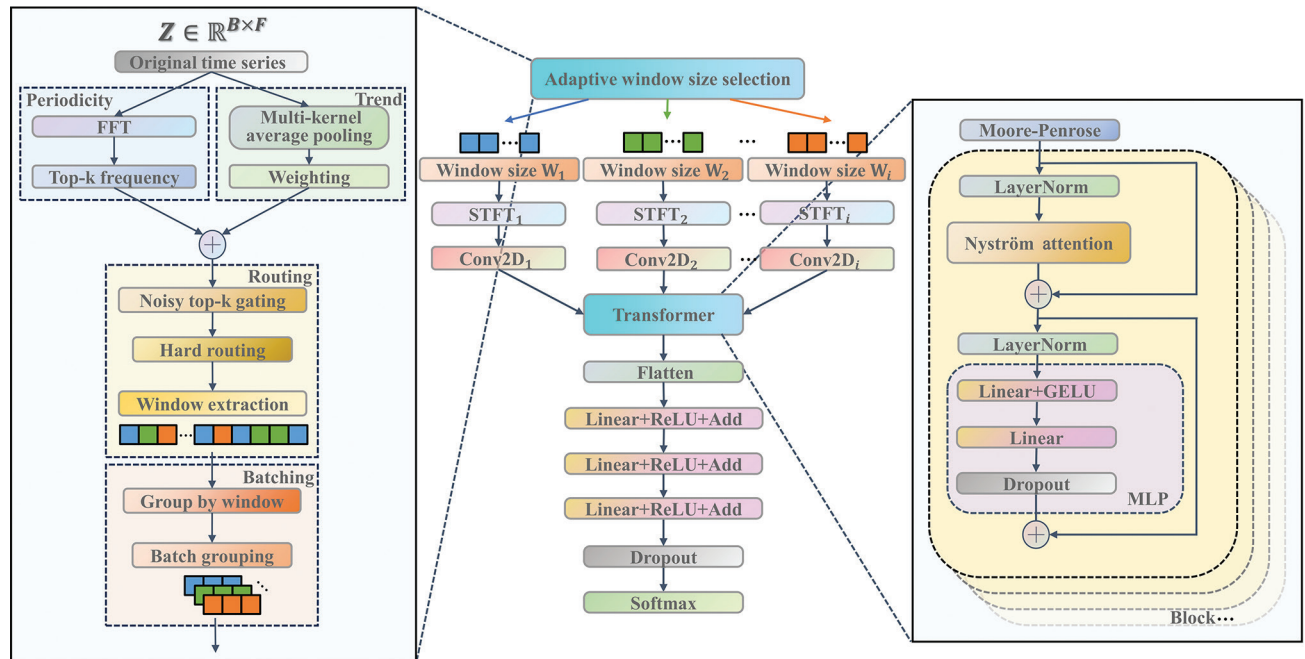 Z ∈ ℝ^{B×F}
Original time series
Periodicity
FFT
Top-k frequency
Trend
Multi-kernel
average pooling
Weighting
+
Routing
Noisy top-k gating
Hard routing
Window extraction
...
Batching
Group by window
Batch grouping
...
Adaptive window size selection
... ... ... ...
Window size W₁ Window size W₂ Window size Wᵢ
STFT₁ STFT₂ ... STFTᵢ
Conv2D₁ Conv2D₂ ... Conv2Dᵢ
Transformer
Flatten
Linear+ReLU+Add
Linear+ReLU+Add
Linear+ReLU+Add
Dropout
Softmax
Moore-Penrose
LayerNorm
Nyström attention
+
LayerNorm
Linear+GELU
Linear
Dropout
MLP
+
Block...